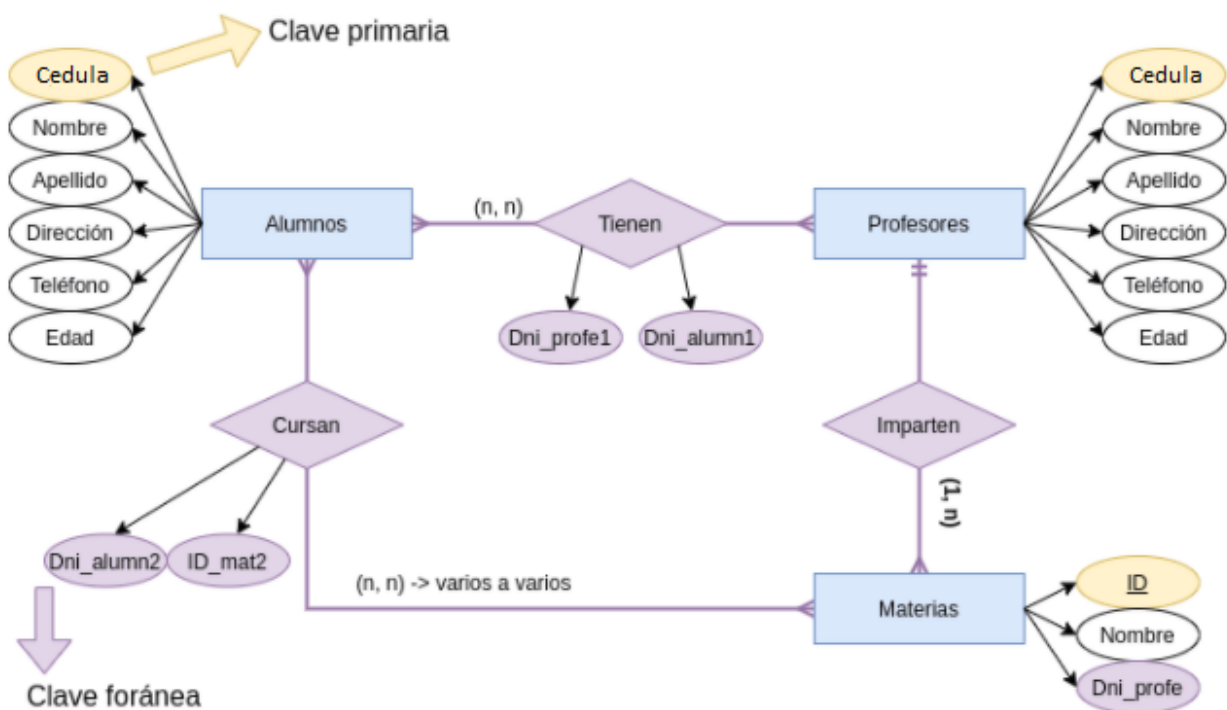 Clave primaria
Cedula
Nombre
Apellido
Dirección
Teléfono
Edad
Alumnos
(n, n)
Tienen
Dni_profe1
Dni_alumn1
Profesores
Cedula
Nombre
Apellido
Dirección
Teléfono
Edad
Cursan
Dni_alumn2
ID_mat2
Imparten
(1, n)
(n, n) -> varios a varios
Materias
ID
Nombre
Dni_profe
Clave foránea